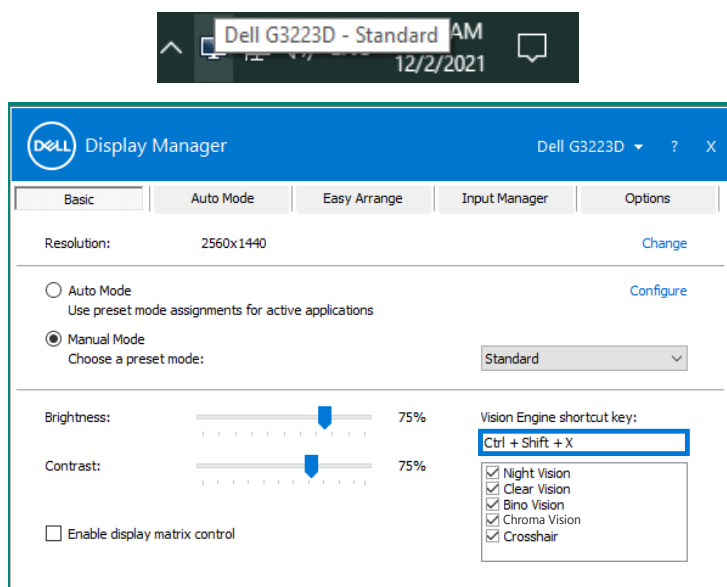 Dell G3223D - Standard
AM
12/2/2021
DELL Display Manager Dell G3223D ? X
Basic Auto Mode Easy Arrange Input Manager Options
Resolution: 2560x1440 Change
Auto Mode Configure
Use preset mode assignments for active applications
Manual Mode
Choose a preset mode: Standard
Brightness: 75% Vision Engine shortcut key:
Ctrl + Shift + X
Contrast: 75%
Night Vision
Clear Vision
Bino Vision
Chroma Vision
Crosshair
Enable display matrix control